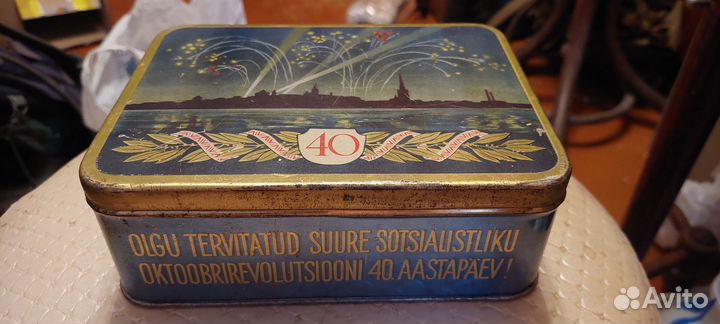 40
OLGU TERVITATUD SUURE SOTSIALISTLIKU
OKTOOBRIREVOLUTSIOONI 40. AASTAPÄEV!
Avito